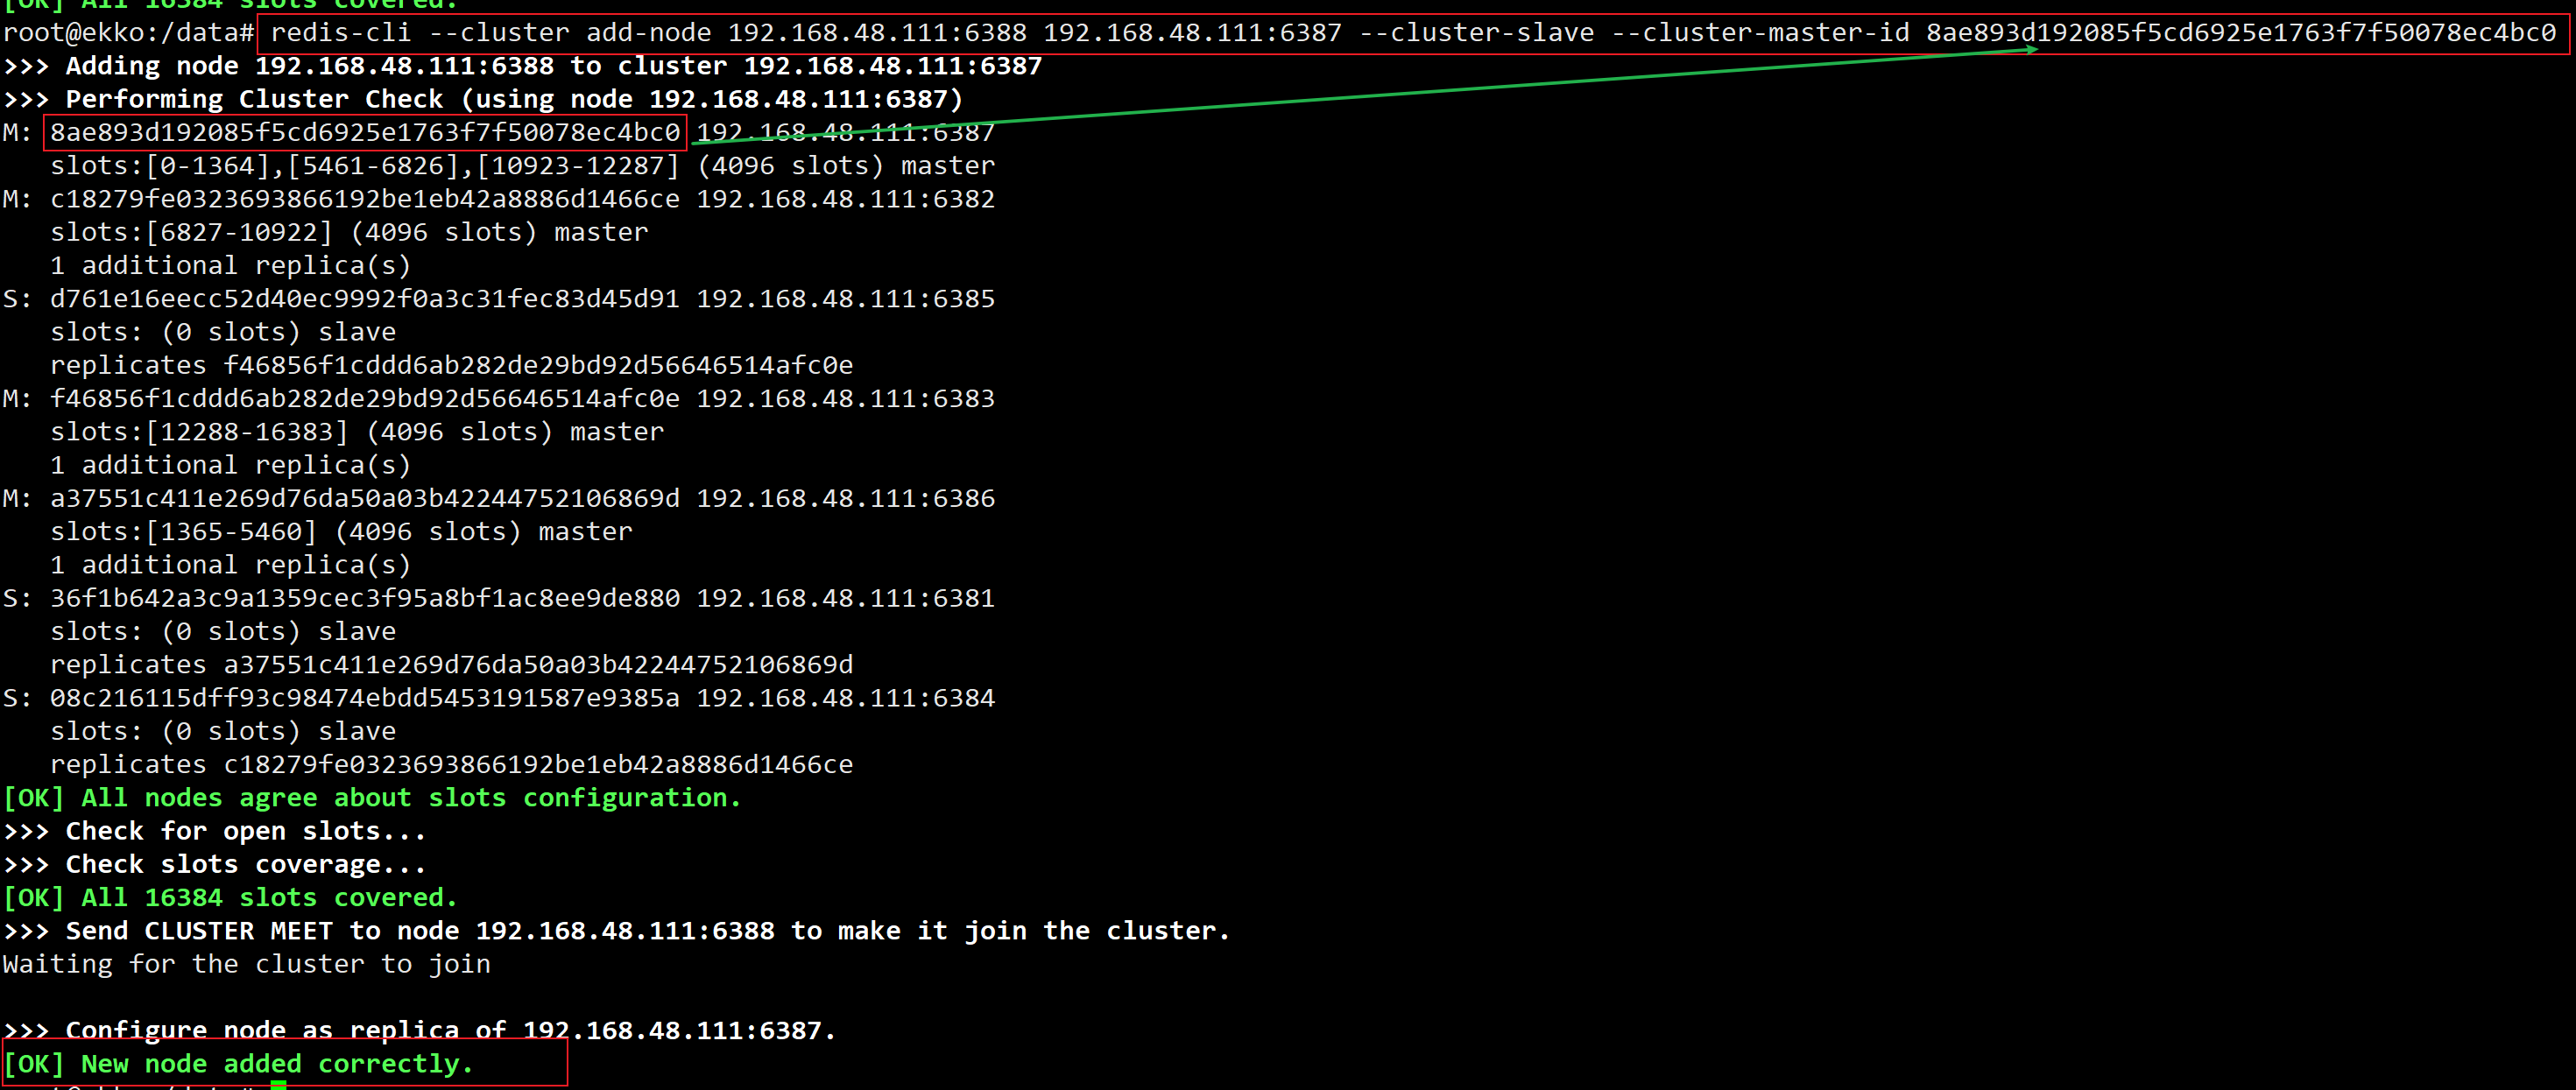 [OK] All 16384 slots covered.
root@ekko:/data# redis-cli --cluster add-node 192.168.48.111:6388 192.168.48.111:6387 --cluster-slave --cluster-master-id 8ae893d192085f5cd6925e1763f7f50078ec4bc0
>>> Adding node 192.168.48.111:6388 to cluster 192.168.48.111:6387
>>> Performing Cluster Check (using node 192.168.48.111:6387)
M: 8ae893d192085f5cd6925e1763f7f50078ec4bc0 192.168.48.111:6387
   slots:[0-1364],[5461-6826],[10923-12287] (4096 slots) master
M: c18279fe0323693866192be1eb42a8886d1466ce 192.168.48.111:6382
   slots:[6827-10922] (4096 slots) master
   1 additional replica(s)
S: d761e16eecc52d40ec9992f0a3c31fec83d45d91 192.168.48.111:6385
   slots: (0 slots) slave
   replicates f46856f1cddd6ab282de29bd92d56646514afc0e
M: f46856f1cddd6ab282de29bd92d56646514afc0e 192.168.48.111:6383
   slots:[12288-16383] (4096 slots) master
   1 additional replica(s)
M: a37551c411e269d76da50a03b42244752106869d 192.168.48.111:6386
   slots:[1365-5460] (4096 slots) master
   1 additional replica(s)
S: 36f1b642a3c9a1359cec3f95a8bf1ac8ee9de880 192.168.48.111:6381
   slots: (0 slots) slave
   replicates a37551c411e269d76da50a03b42244752106869d
S: 08c216115dff93c98474ebdd5453191587e9385a 192.168.48.111:6384
   slots: (0 slots) slave
   replicates c18279fe0323693866192be1eb42a8886d1466ce
[OK] All nodes agree about slots configuration.
>>> Check for open slots...
>>> Check slots coverage...
[OK] All 16384 slots covered.
>>> Send CLUSTER MEET to node 192.168.48.111:6388 to make it join the cluster.
Waiting for the cluster to join
>>> Configure node as replica of 192.168.48.111:6387.
[OK] New node added correctly.